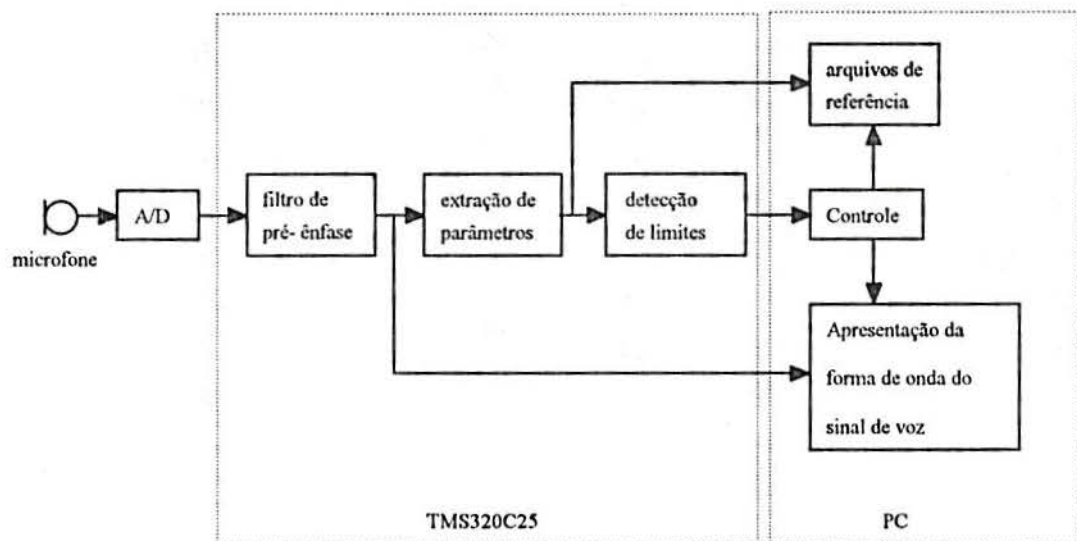 arquivos de
referência
filtro de
pré- ênfase
extração de
parâmetros
detecção
de limites
Controle
A/D
microfone
Apresentação da
forma de onda do
sinal de voz
TMS320C25
PC